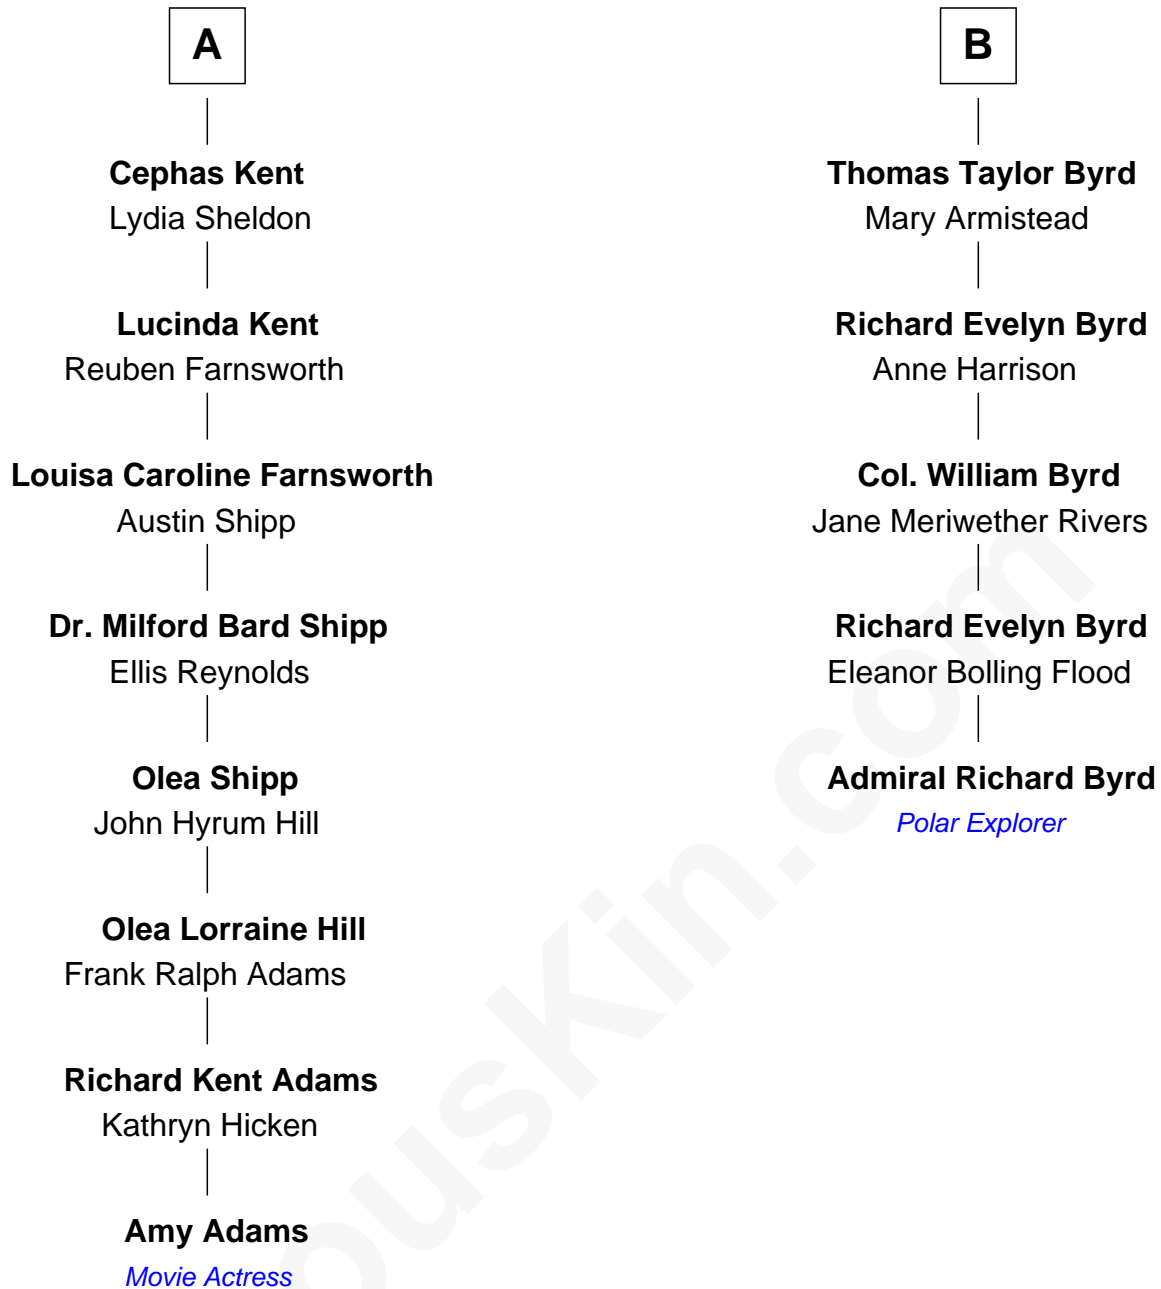 A
Cephas Kent
Lydia Sheldon
Lucinda Kent
Reuben Farnsworth
Louisa Caroline Farnsworth
Austin Shipp
Dr. Milford Bard Shipp
Ellis Reynolds
Olea Shipp
John Hyrum Hill
Olea Lorraine Hill
Frank Ralph Adams
Richard Kent Adams
Kathryn Hicken
Amy Adams
Movie Actress
B
Thomas Taylor Byrd
Mary Armistead
Richard Evelyn Byrd
Anne Harrison
Col. William Byrd
Jane Meriwether Rivers
Richard Evelyn Byrd
Eleanor Bolling Flood
Admiral Richard Byrd
Polar Explorer
ousKin.com